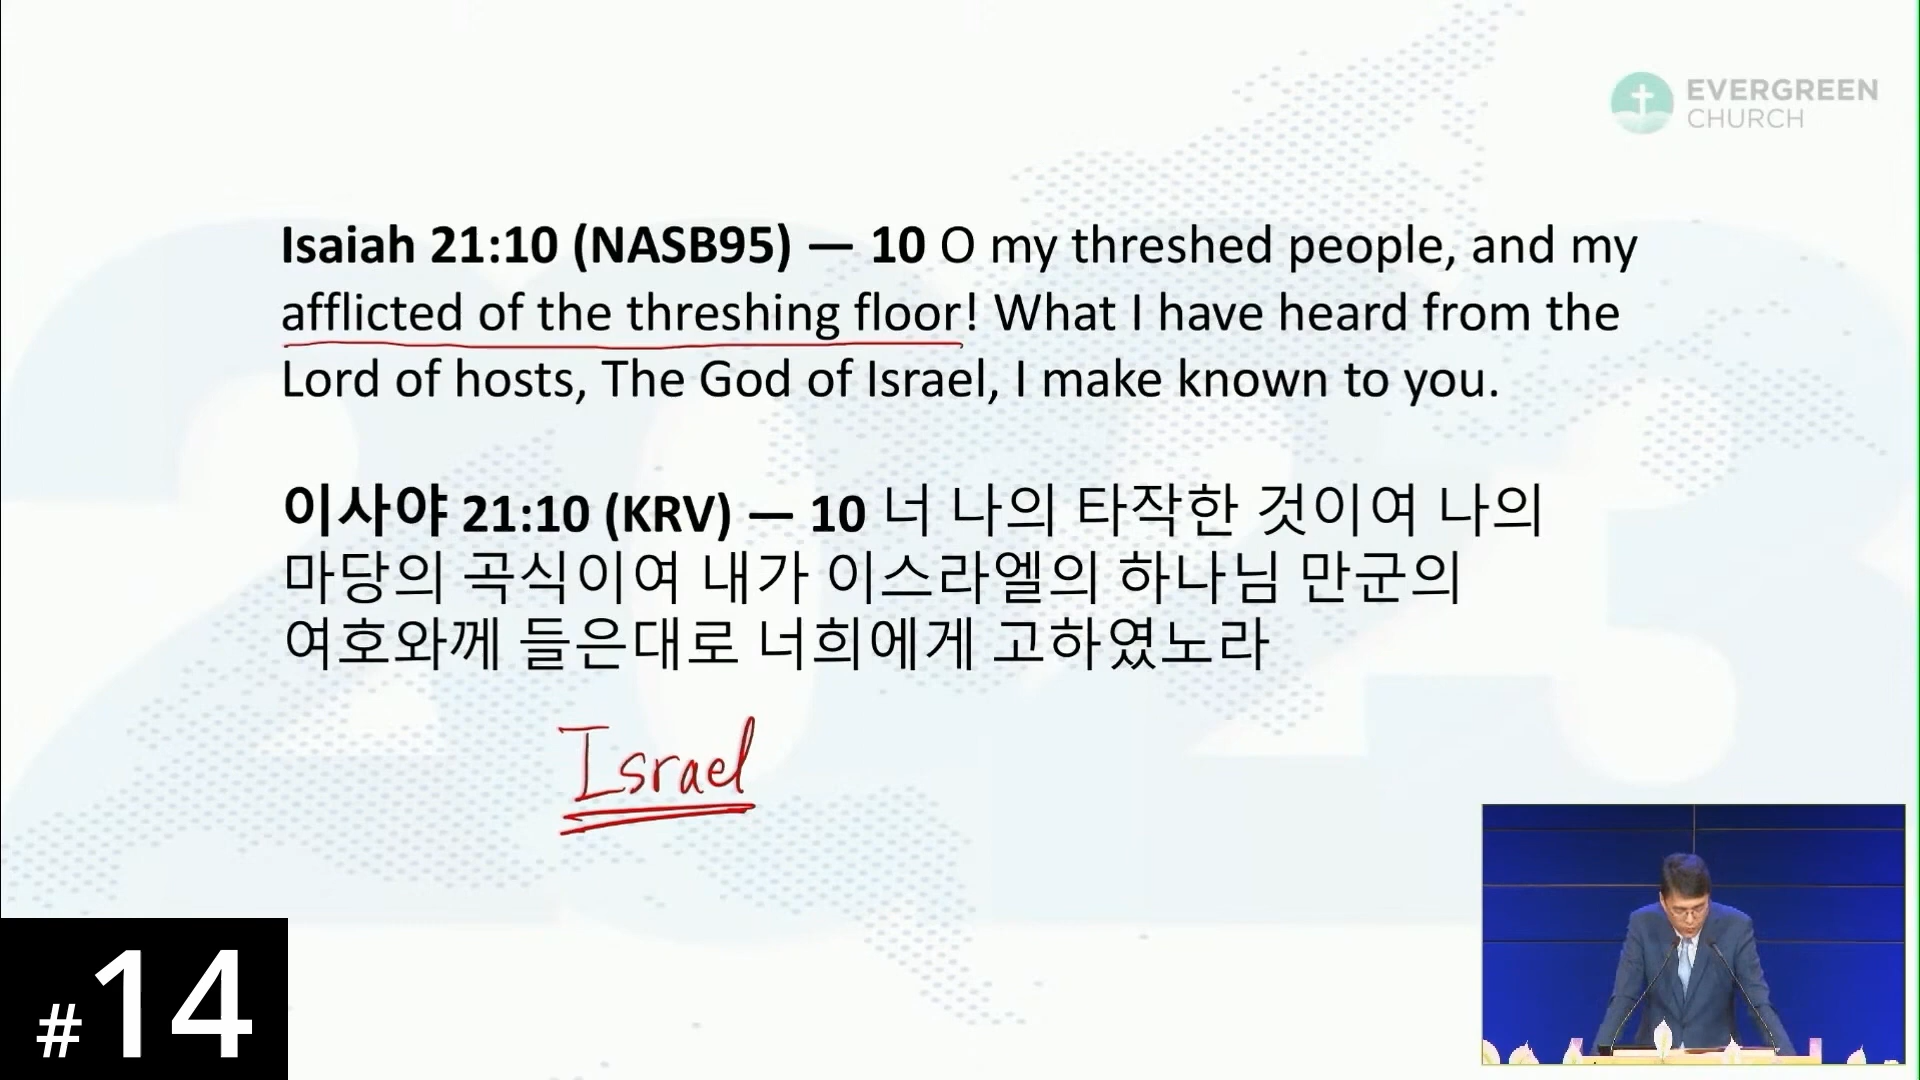 EVERGREEN
CHURCH
Isaiah 21:10 (NASB95) — 10 O my threshed people, and my
afflicted of the threshing floor! What I have heard from the
Lord of hosts, The God of Israel, I make known to you.
이사야 21:10 (KRV) — 10 너 나의 타작한 것이여 나의
마당의 곡식이여 내가 이스라엘의 하나님 만군의
여호와께 들은대로 너희에게 고하였노라
Israel
#14